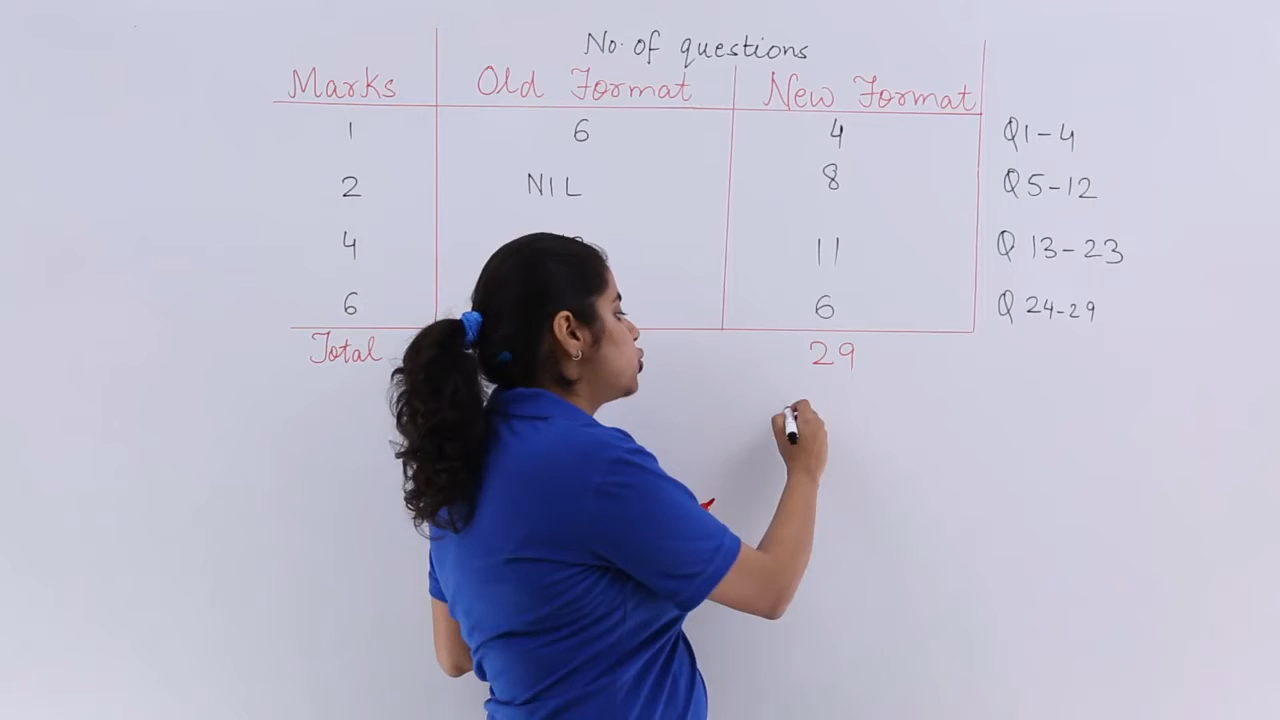 No. of questions
Marks Old Format New Format
1 6 4 Q1-4
2 NIL 8 Q5-12
4 11 Q 13-23
6 6 Q 24-29
Total 29